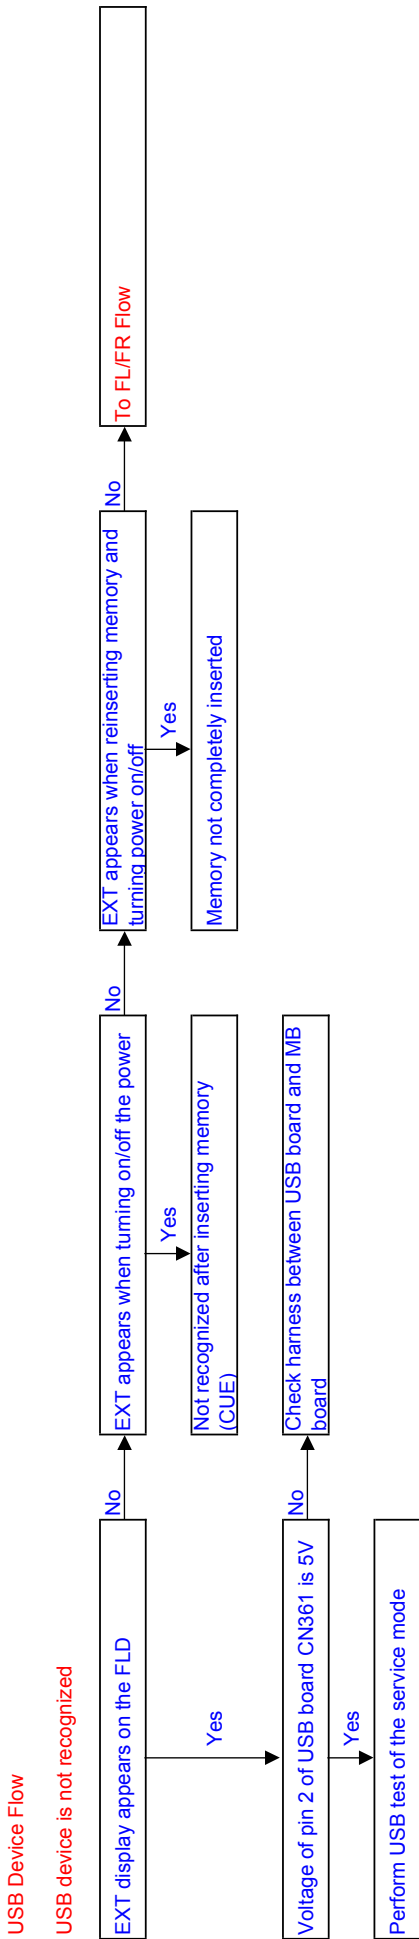 USB Device Flow
USB device is not recognized
EXT display appears on the FLD
No
EXT appears when turning on/off the power
No
EXT appears when reinserting memory and
turning power on/off
No
To FL/FR Flow
Yes
Yes
Yes
Not recognized after inserting memory
(CUE)
Memory not completely inserted
Voltage of pin 2 of USB board CN361 is 5V
No
Check harness between USB board and MB
board
Yes
Perform USB test of the service mode